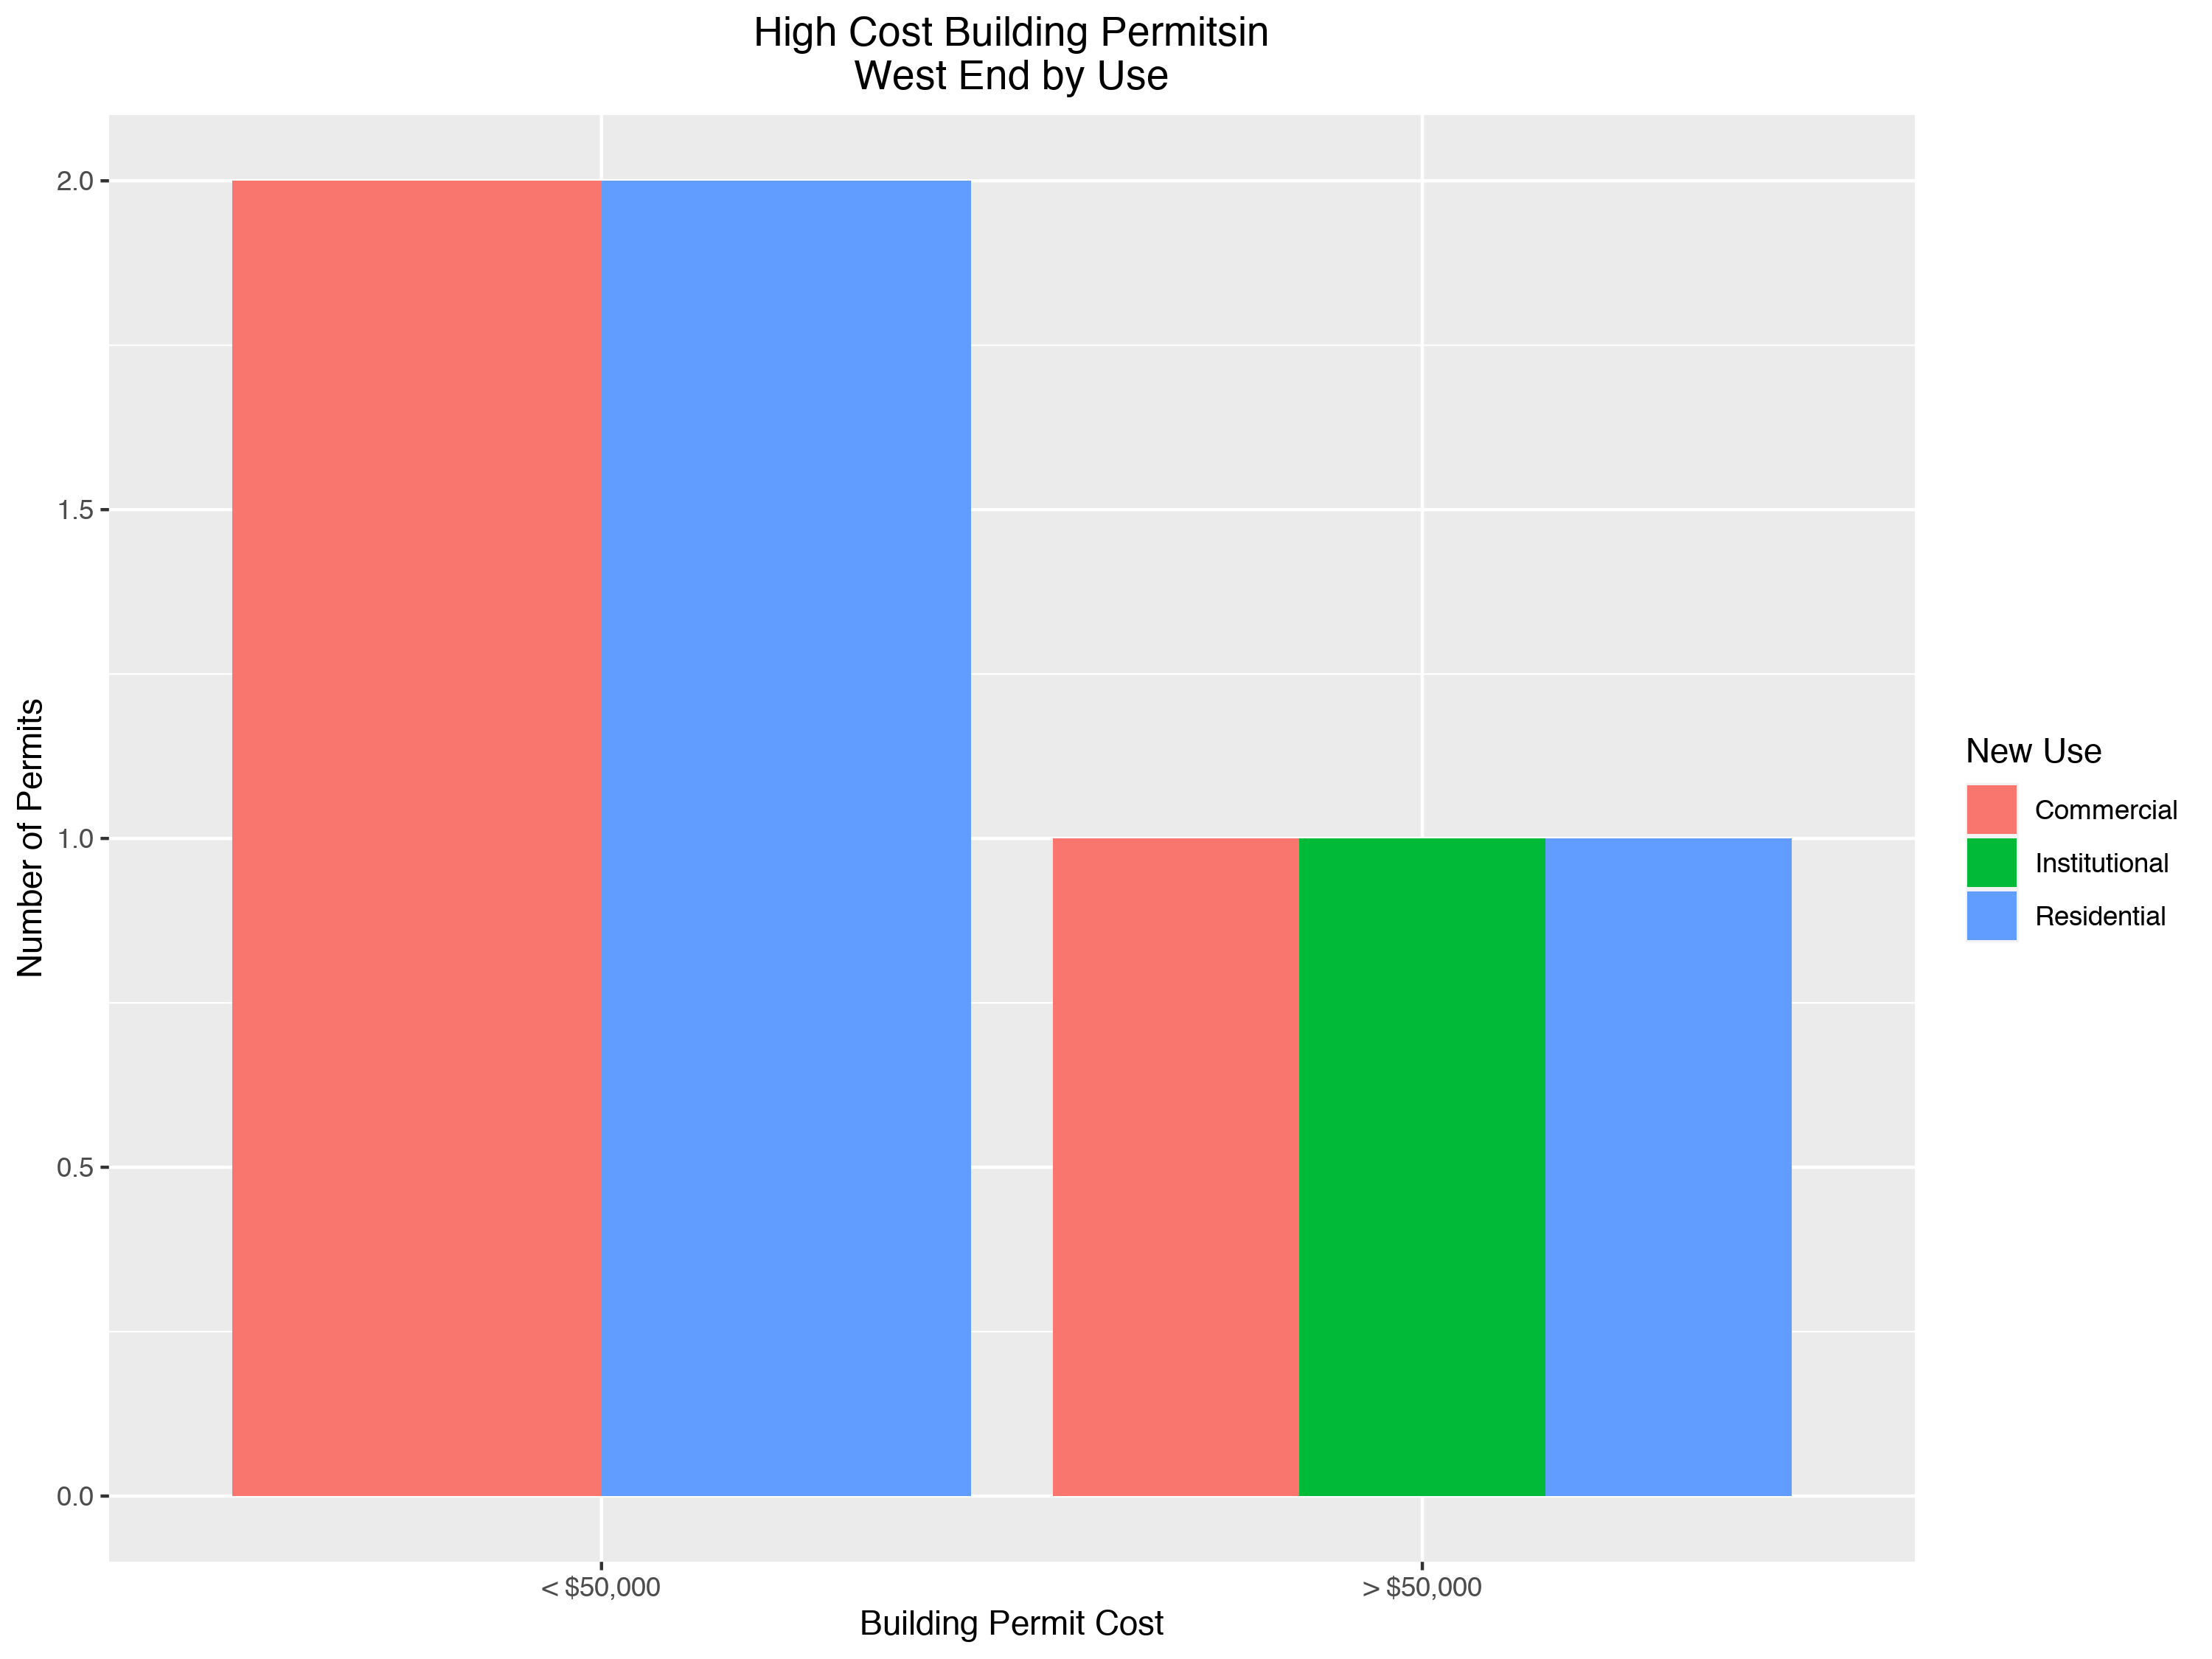 High Cost Building Permitsin
West End by Use
2.0
1.5
1.0
0.5
0.0
Number of Permits
< $50,000
> $50,000
Building Permit Cost
New Use
Commercial
Institutional
Residential